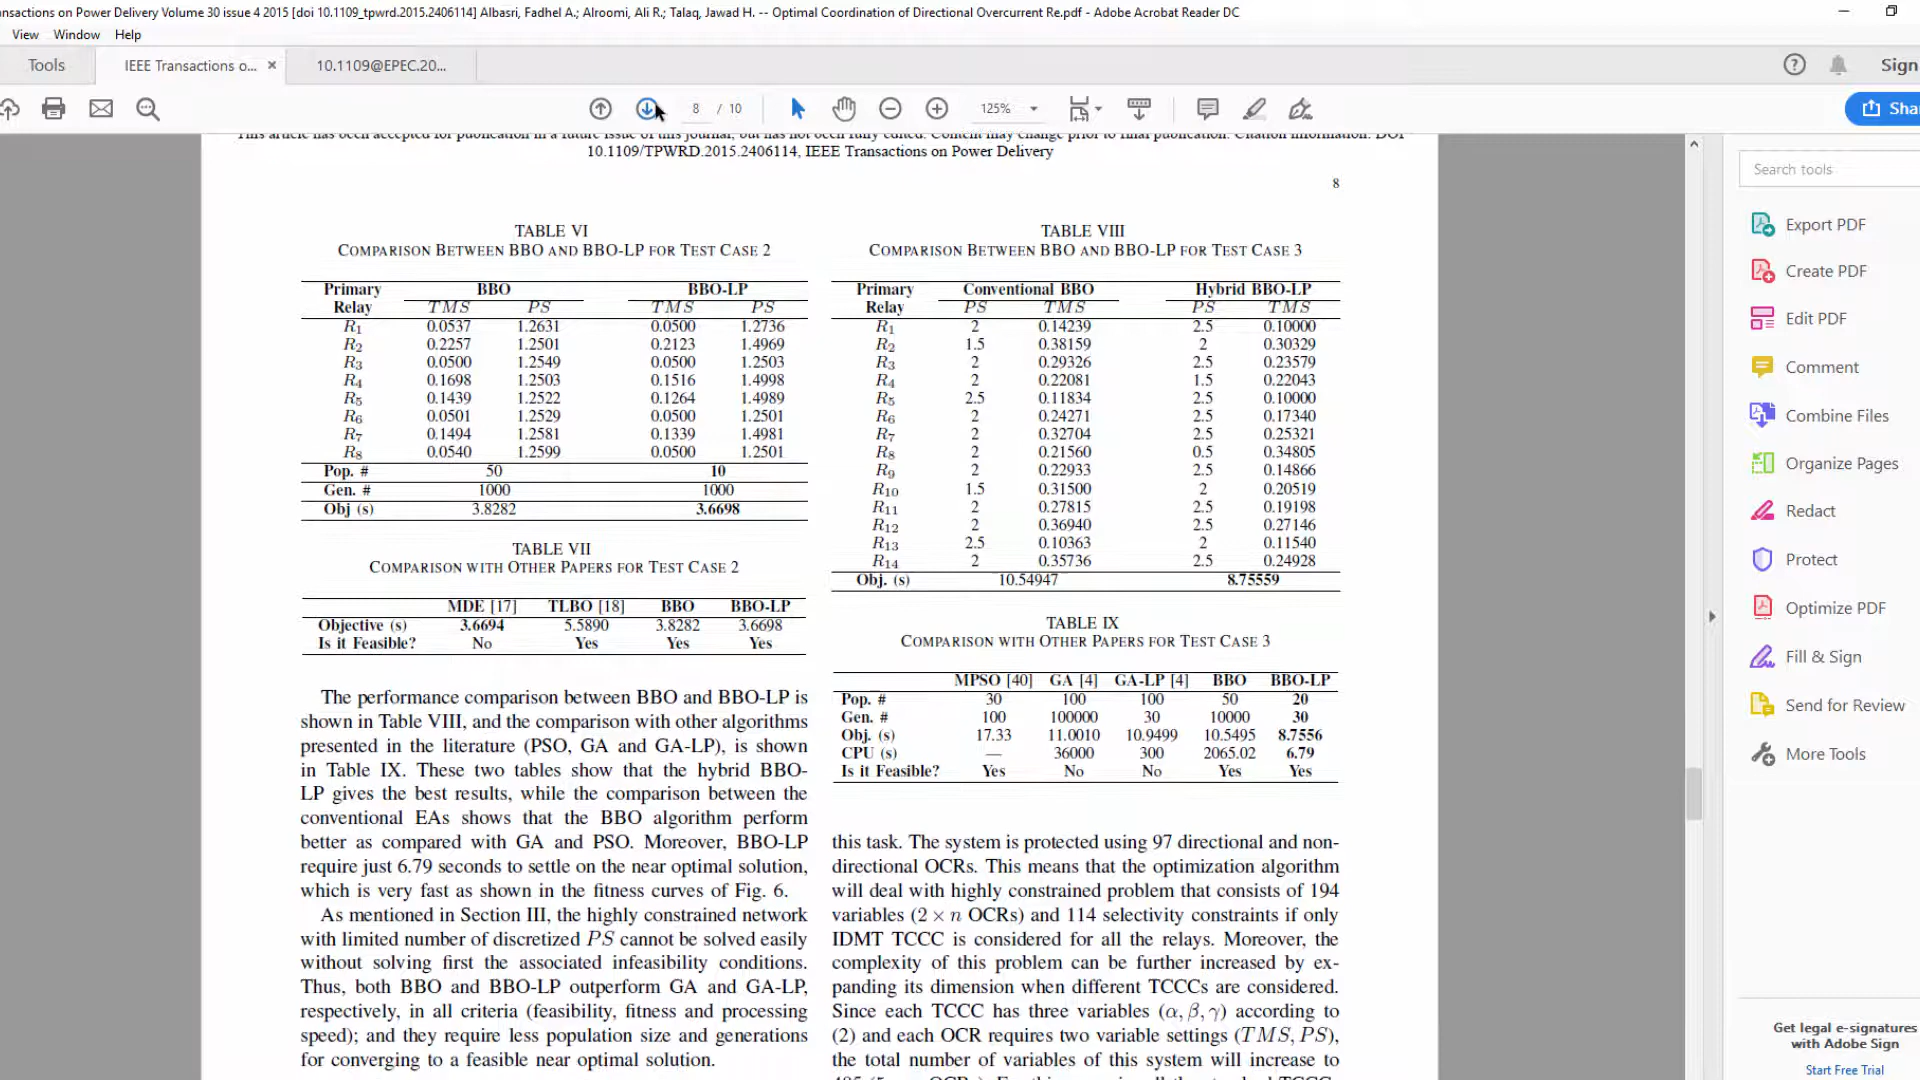 ansactions on Power Delivery Volume 30 issue 4 2015 [doi 10.1109_tpwrd.2015.2406114] Albasri, Fadhel A.; Alroomi, Ali R.; Talaq, Jawad H. -- Optimal Coordination of Directional Overcurrent Re.pdf - Adobe Acrobat Reader DC
View Window Help
Tools IEEE Transactions o... × 10.1109@EPEC.20... Sign
8 / 10 125% Sha
This article has been accepted for publication in a future issue of this journal, but has not been fully edited. Content may change prior to final publication. Citation information: DOI
10.1109/TPWRD.2015.2406114, IEEE Transactions on Power Delivery
8
TABLE VI
COMPARISON BETWEEN BBO AND BBO-LP FOR TEST CASE 2
Primary BBO BBO-LP
Relay TMS PS TMS PS
R1 0.0537 1.2631 0.0500 1.2736
R2 0.2257 1.2501 0.2123 1.4969
R3 0.0500 1.2549 0.0500 1.2503
R4 0.1698 1.2503 0.1516 1.4998
R5 0.1439 1.2522 0.1264 1.4989
R6 0.0501 1.2529 0.0500 1.2501
R7 0.1494 1.2581 0.1339 1.4981
R8 0.0540 1.2599 0.0500 1.2501
Pop. # 50 10
Gen. # 1000 1000
Obj (s) 3.8282 3.6698
TABLE VII
COMPARISON WITH OTHER PAPERS FOR TEST CASE 2
MDE [17] TLBO [18] BBO BBO-LP
Objective (s) 3.6694 5.5890 3.8282 3.6698
Is it Feasible? No Yes Yes Yes
The performance comparison between BBO and BBO-LP is
shown in Table VIII, and the comparison with other algorithms
presented in the literature (PSO, GA and GA-LP), is shown
in Table IX. These two tables show that the hybrid BBO-
LP gives the best results, while the comparison between the
conventional EAs shows that the BBO algorithm perform
better as compared with GA and PSO. Moreover, BBO-LP
require just 6.79 seconds to settle on the near optimal solution,
which is very fast as shown in the fitness curves of Fig. 6.
As mentioned in Section III, the highly constrained network
with limited number of discretized PS cannot be solved easily
without solving first the associated infeasibility conditions.
Thus, both BBO and BBO-LP outperform GA and GA-LP,
respectively, in all criteria (feasibility, fitness and processing
speed); and they require less population size and generations
for converging to a feasible near optimal solution.
TABLE VIII
COMPARISON BETWEEN BBO AND BBO-LP FOR TEST CASE 3
Primary Conventional BBO Hybrid BBO-LP
Relay PS TMS PS TMS
R1 2 0.14239 2.5 0.10000
R2 1.5 0.38159 2 0.30329
R3 2 0.29326 2.5 0.23579
R4 2 0.22081 1.5 0.22043
R5 2.5 0.11834 2.5 0.10000
R6 2 0.24271 2.5 0.17340
R7 2 0.32704 2.5 0.25321
R8 2 0.21560 0.5 0.34805
R9 2 0.22933 2.5 0.14866
R10 1.5 0.31500 2 0.20519
R11 2 0.27815 2.5 0.19198
R12 2 0.36940 2.5 0.27146
R13 2.5 0.10363 2 0.11540
R14 2 0.35736 2.5 0.24928
Obj. (s) 10.54947 8.75559
TABLE IX
COMPARISON WITH OTHER PAPERS FOR TEST CASE 3
MPSO [40] GA [4] GA-LP [4] BBO BBO-LP
Pop. # 30 100 100 50 20
Gen. # 100 100000 30 10000 30
Obj. (s) 17.33 11.0010 10.9499 10.5495 8.7556
CPU (s) — 36000 300 2065.02 6.79
Is it Feasible? Yes No No Yes Yes
this task. The system is protected using 97 directional and non-
directional OCRs. This means that the optimization algorithm
will deal with highly constrained problem that consists of 194
variables (2 × n OCRs) and 114 selectivity constraints if only
IDMT TCCC is considered for all the relays. Moreover, the
complexity of this problem can be further increased by ex-
panding its dimension when different TCCCs are considered.
Since each TCCC has three variables (α, β, γ) according to
(2) and each OCR requires two variable settings (TMS, PS),
the total number of variables of this system will increase to
Search tools
Export PDF
Create PDF
Edit PDF
Comment
Combine Files
Organize Pages
Redact
Protect
Optimize PDF
Fill & Sign
Send for Review
More Tools
Get legal e-signatures
with Adobe Sign
Start Free Trial